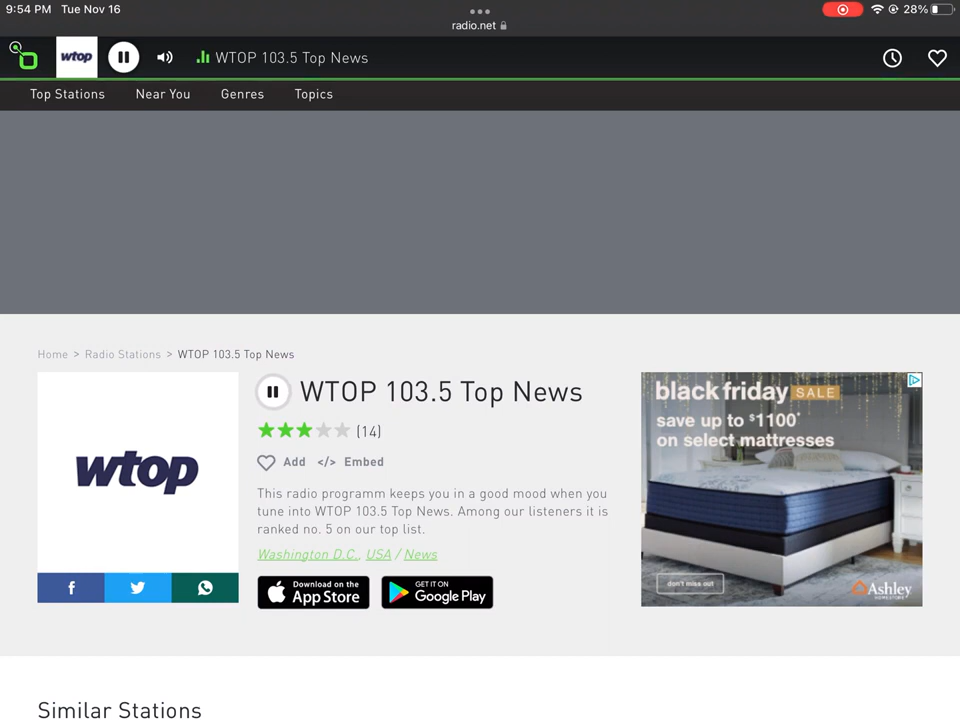 9:54 PM Tue Nov 16
28%
radio.net
wtop
WTOP 103.5 Top News
Top Stations Near You Genres Topics
Home > Radio Stations > WTOP 103.5 Top News
wtop
WTOP 103.5 Top News
(14)
Add </> Embed
This radio programm keeps you in a good mood when you
tune into WTOP 103.5 Top News. Among our listeners it is
ranked no. 5 on our top list.
Washington D.C., USA / News
Download on the
App Store
GET IT ON
Google Play
black friday SALE
save up to $1100*
on select mattresses
don't miss out
Ashley
HOMESTORE
Similar Stations